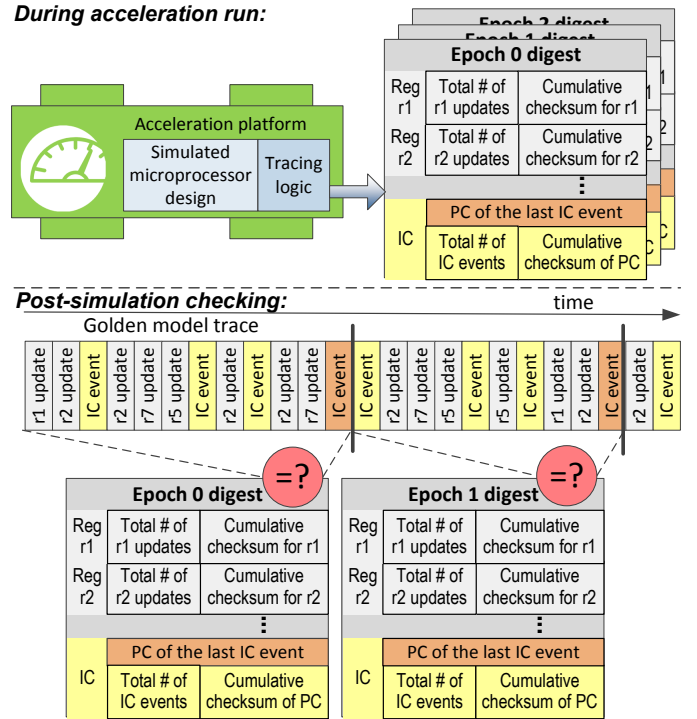 During acceleration run:
Epoch 2 digest
Epoch 1 digest
Epoch 0 digest
Reg r1
Total # of r1 updates
Cumulative checksum for r1
Reg r2
Total # of r2 updates
Cumulative checksum for r2
...
PC of the last IC event
IC
Total # of IC events
Cumulative checksum of PC
1
2
C
Acceleration platform
Simulated microprocessor design
Tracing logic
Post-simulation checking:
time
Golden model trace
r1 update
r2 update
IC event
r2 update
r7 update
r5 update
IC event
r2 update
IC event
r2 update
r7 update
IC event
IC event
r2 update
r7 update
r5 update
IC event
r5 update
IC event
r1 update
r2 update
IC event
r2 update
IC event
=?
=?
Epoch 0 digest
Reg r1
Total # of r1 updates
Cumulative checksum for r1
Reg r2
Total # of r2 updates
Cumulative checksum for r2
...
PC of the last IC event
IC
Total # of IC events
Cumulative checksum of PC
Epoch 1 digest
Reg r1
Total # of r1 updates
Cumulative checksum for r1
Reg r2
Total # of r2 updates
Cumulative checksum for r2
...
PC of the last IC event
IC
Total # of IC events
Cumulative checksum of PC